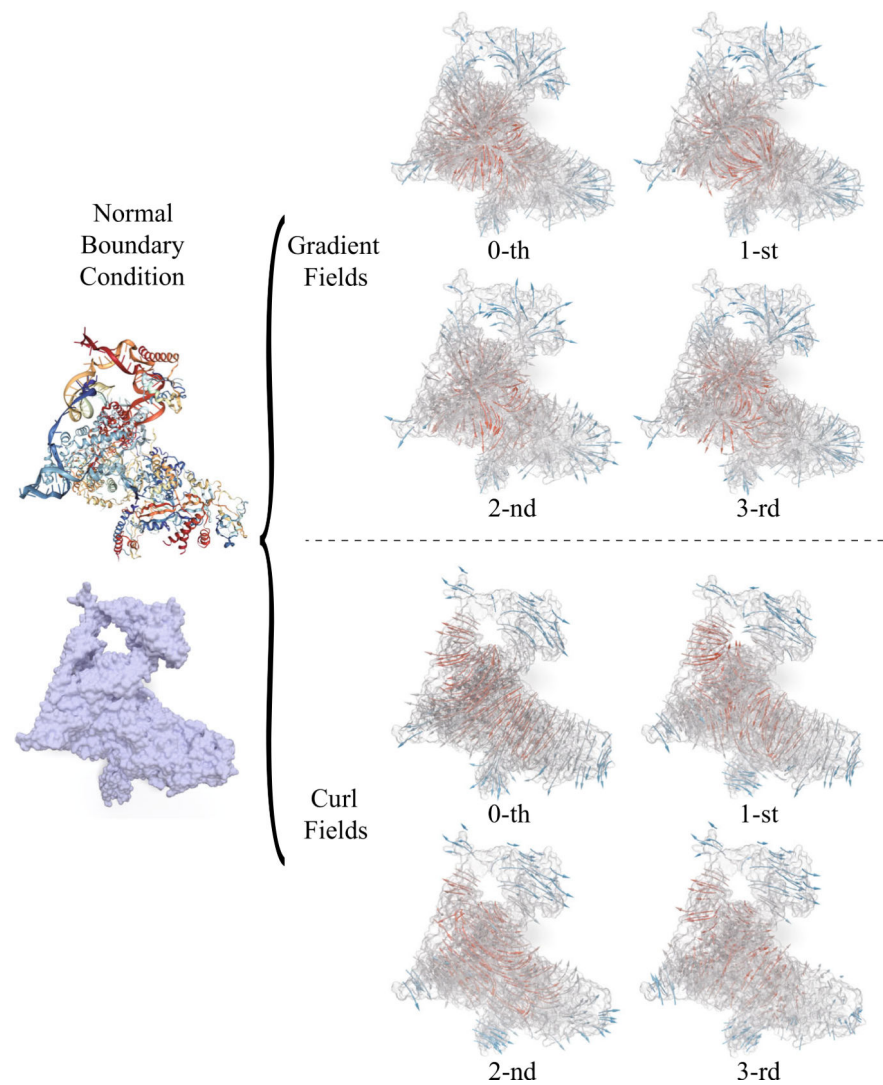 Normal
Boundary
Condition
Gradient
Fields
0-th
1-st
2-nd
3-rd
Curl
Fields
0-th
1-st
2-nd
3-rd